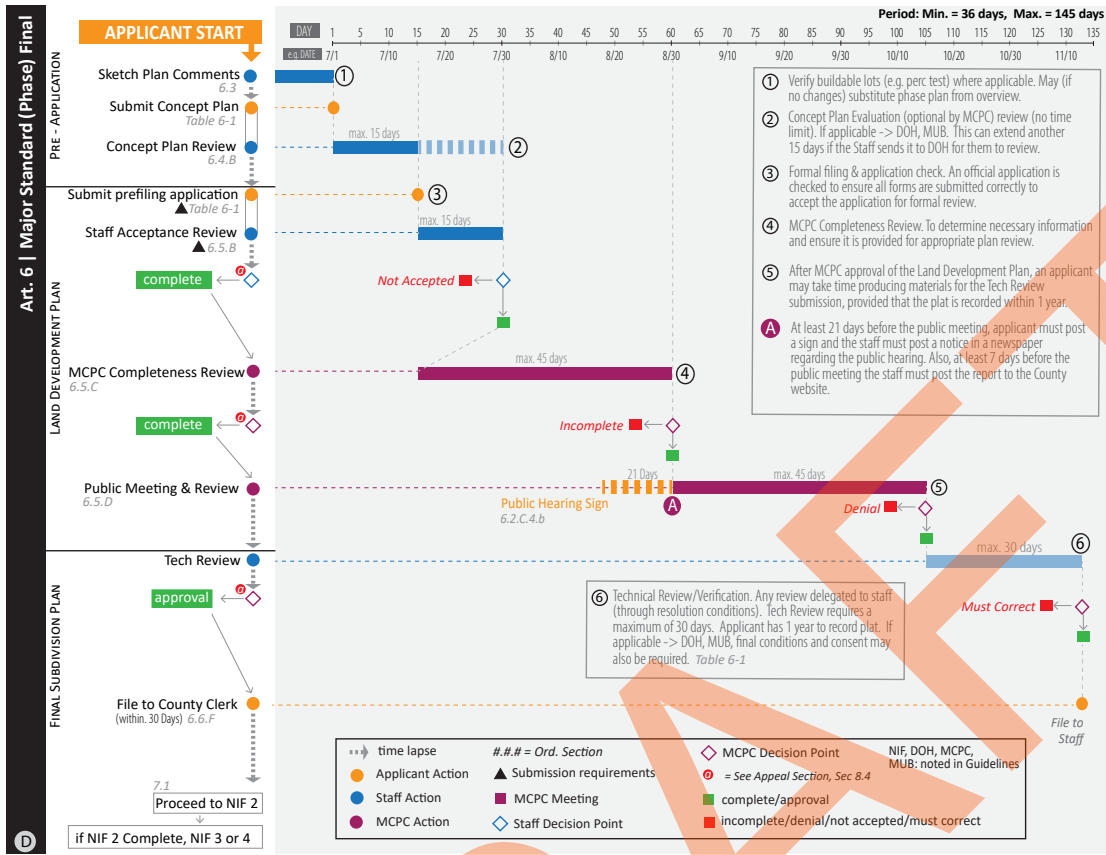 Period: Min. = 36 days, Max. = 145 days
Art. 6 | Major Standard (Phase) Final
D
PRE - APPLICATION
LAND DEVELOPMENT PLAN
FINAL SUBDIVISION PLAN
APPLICANT START
DAY 1 5 10 15 20 25 30 35 40 45 50 55 60 65 70 75 80 85 90 95 100 105 110 115 120 125 130 135
e.g. DATE 7/1 7/10 7/20 7/30 8/10 8/20 8/30 9/10 9/20 9/30 10/10 10/20 10/30 11/10
Sketch Plan Comments
6.3
1
Submit Concept Plan
Table 6-1
Concept Plan Review
6.4.B
max. 15 days
2
Submit prefiling application
Table 6-1
3
Staff Acceptance Review
6.5.B
max. 15 days
complete
a
Not Accepted
MCPC Completeness Review
6.5.C
max. 45 days
4
complete
a
Incomplete
Public Meeting & Review
6.5.D
21 Days
Public Hearing Sign
6.2.C.4.b
A
max. 45 days
5
Denial
Tech Review
max. 30 days
6
approval
a
Must Correct
File to County Clerk
(within. 30 Days) 6.6.F
File to
Staff
7.1
Proceed to NIF 2
if NIF 2 Complete, NIF 3 or 4
1 Verify buildable lots (e.g. perc test) where applicable. May (if
no changes) substitute phase plan from overview.
2 Concept Plan Evaluation (optional by MCPC) review (no time
limit). If applicable -> DOH, MUB. This can extend another
15 days if the Staff sends it to DOH for them to review.
3 Formal filing & application check. An official application is
checked to ensure all forms are submitted correctly to
accept the application for formal review.
4 MCPC Completeness Review. To determine necessary information
and ensure it is provided for appropriate plan review.
5 After MCPC approval of the Land Development Plan, an applicant
may take time producing materials for the Tech Review
submission, provided that the plat is recorded within 1 year.
A At least 21 days before the public meeting, applicant must post
a sign and the staff must post a notice in a newspaper
regarding the public hearing. Also, at least 7 days before the
public meeting the staff must post the report to the County
website.
6 Technical Review/Verification. Any review delegated to staff
(through resolution conditions). Tech Review requires a
maximum of 30 days. Applicant has 1 year to record plat. If
applicable -> DOH, MUB, final conditions and consent may
also be required. Table 6-1
time lapse
Applicant Action
Staff Action
MCPC Action
#.#.# = Ord. Section
Submission requirements
MCPC Meeting
Staff Decision Point
MCPC Decision Point
a = See Appeal Section, Sec 8.4
complete/approval
incomplete/denial/not accepted/must correct
NIF, DOH, MCPC,
MUB: noted in Guidelines